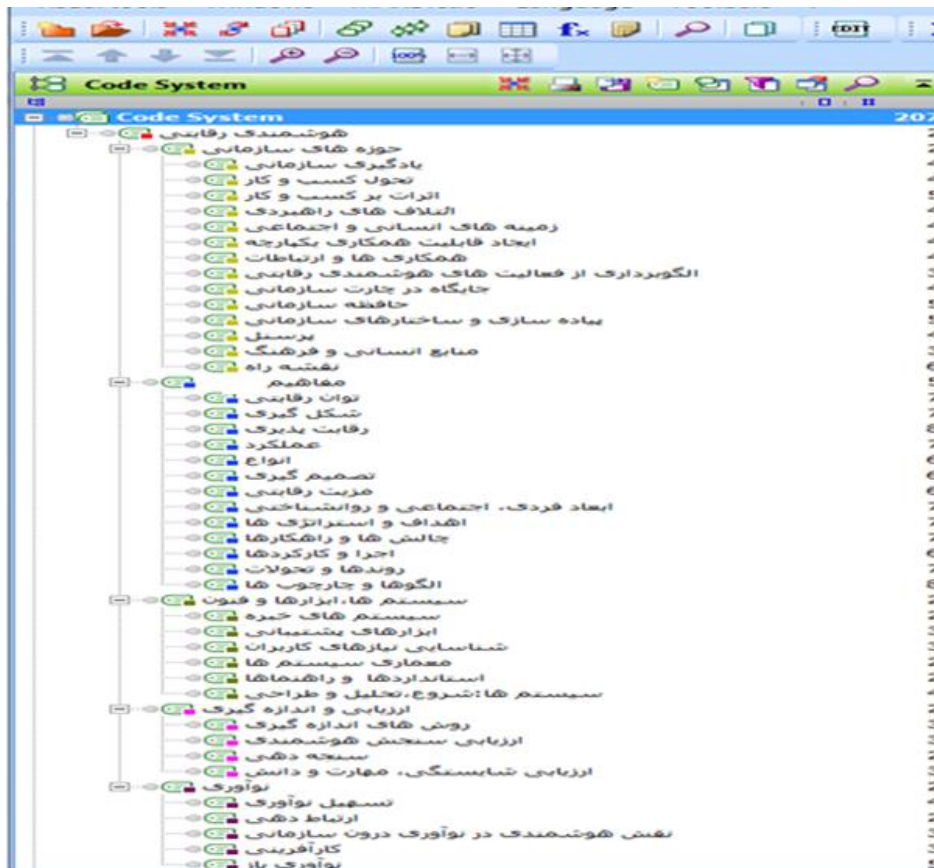 Code System
Code System 207
هوشمندی رقابتی
حوزه های سازمانی
یادگیری سازمانی
تحول کسب و کار
اثرات بر کسب و کار
ائتلاف های راهبردی
زمینه های انسانی و اجتماعی
ایجاد قابلیت همکاری یکپارچه
همکاری ها و ارتباطات
الگوبرداری از فعالیت های هوشمندی رقابتی
جایگاه در چارت سازمانی
حافظه سازمانی
پیاده سازی و ساختارهای سازمانی
پرسنل
منابع انسانی و فرهنگ
نقشه راه
مفاهیم
توان رقابتی
شکل گیری
رقابت پذیری
عملکرد
انواع
تصمیم گیری
مزیت رقابتی
ابعاد فردی، اجتماعی و روانشناختی
اهداف و استراتژی ها
چالش ها و راهکارها
اجرا و کارکردها
روندها و تحولات
الگوها و چارچوب ها
سیستم ها،ابزارها و فنون
سیستم های خبره
ابزارهای پشتیبانی
شناسایی نیازهای کاربران
معماری سیستم ها
استانداردها و راهنماها
سیستم ها:شروع،تحلیل و طراحی
ارزیابی و اندازه گیری
روش های اندازه گیری
ارزیابی سنجش هوشمندی
سنجه دهی
ارزیابی شایستگی، مهارت و دانش
نوآوری
تسهیل نوآوری
ارتباط دهی
نقش هوشمندی در نوآوری درون سازمانی
کارآفرینی
نوآوری باز